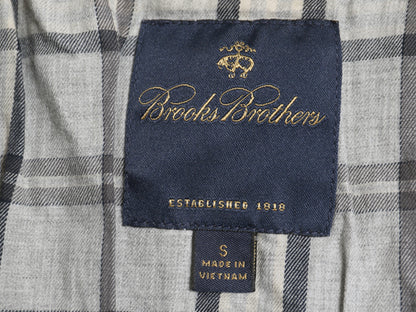 Brooks Brothers
ESTABLISHED 1818
S
MADE IN
VIETNAM